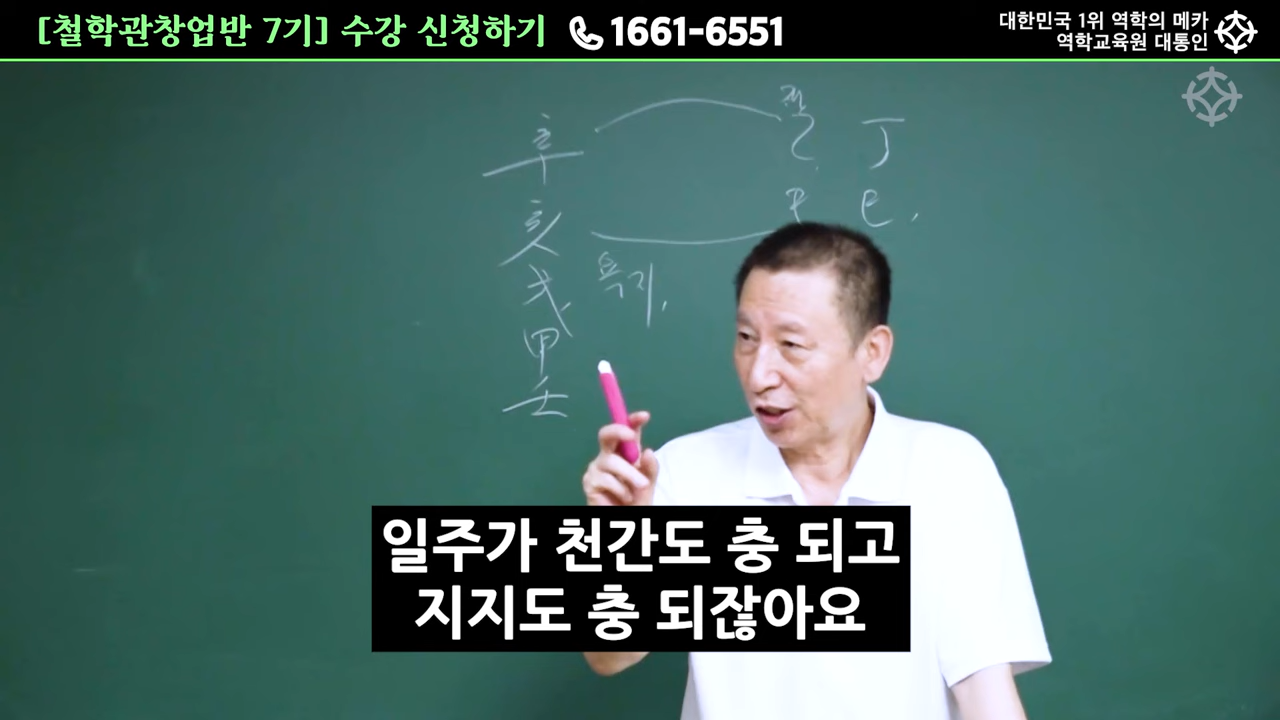 [철학관창업반 7기] 수강 신청하기 1661-6551
대한민국 1위 역학의 메카
역학교육원 대통인
辛
丁
亥
巳
욕지
戈
甲
壬
일주가 천간도 충 되고
지지도 충 되잖아요